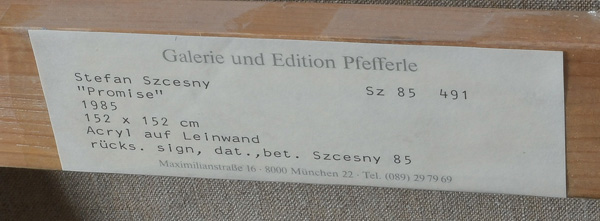 Galerie und Edition Pfefferle
Stefan Szcesny Sz 85 491
"Promise"
1985
152 x 152 cm
Acryl auf Leinwand
rücks. sign, dat.,bet. Szcesny 85
Maximilianstraße 16 · 8000 München 22 · Tel. (089) 29 79 69